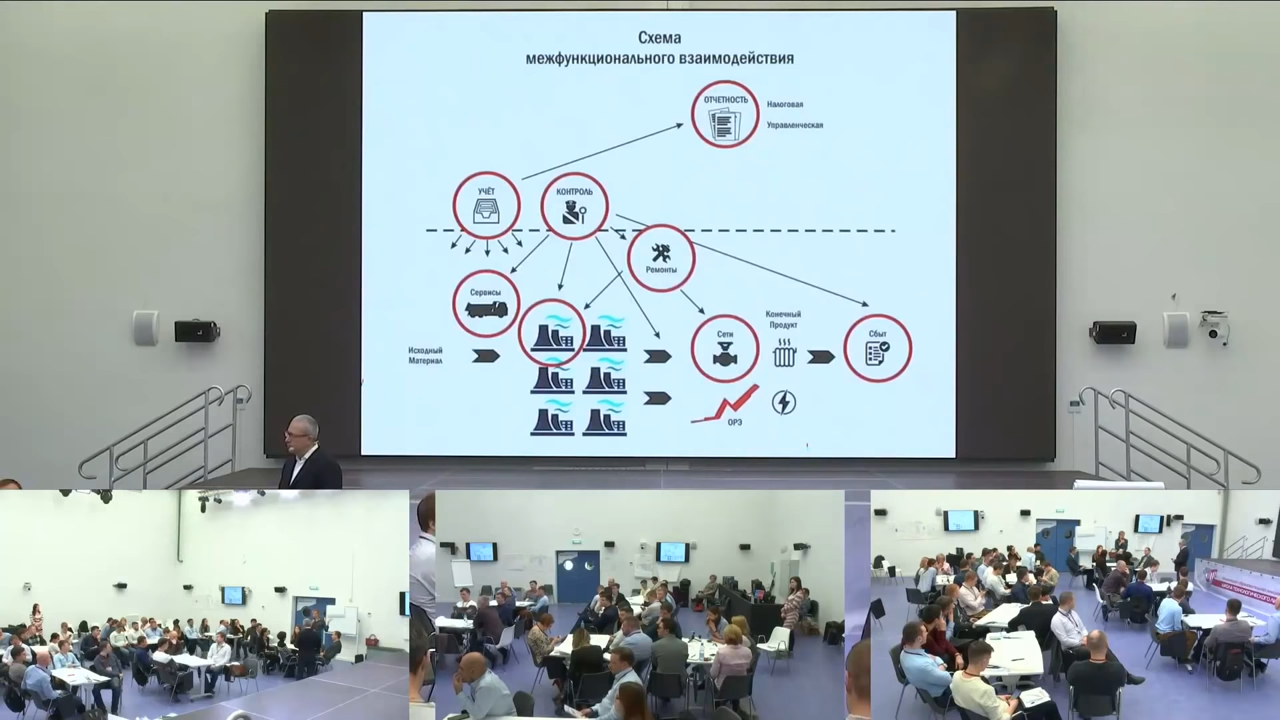 Схема
межфункционального взаимодействия
ОТЧЕТНОСТЬ
Налоговая
Управленческая
УЧЁТ
КОНТРОЛЬ
Ремонты
Сервисы
Исходный
Материал
Сети
Конечный
Продукт
Сбыт
ОРЭ